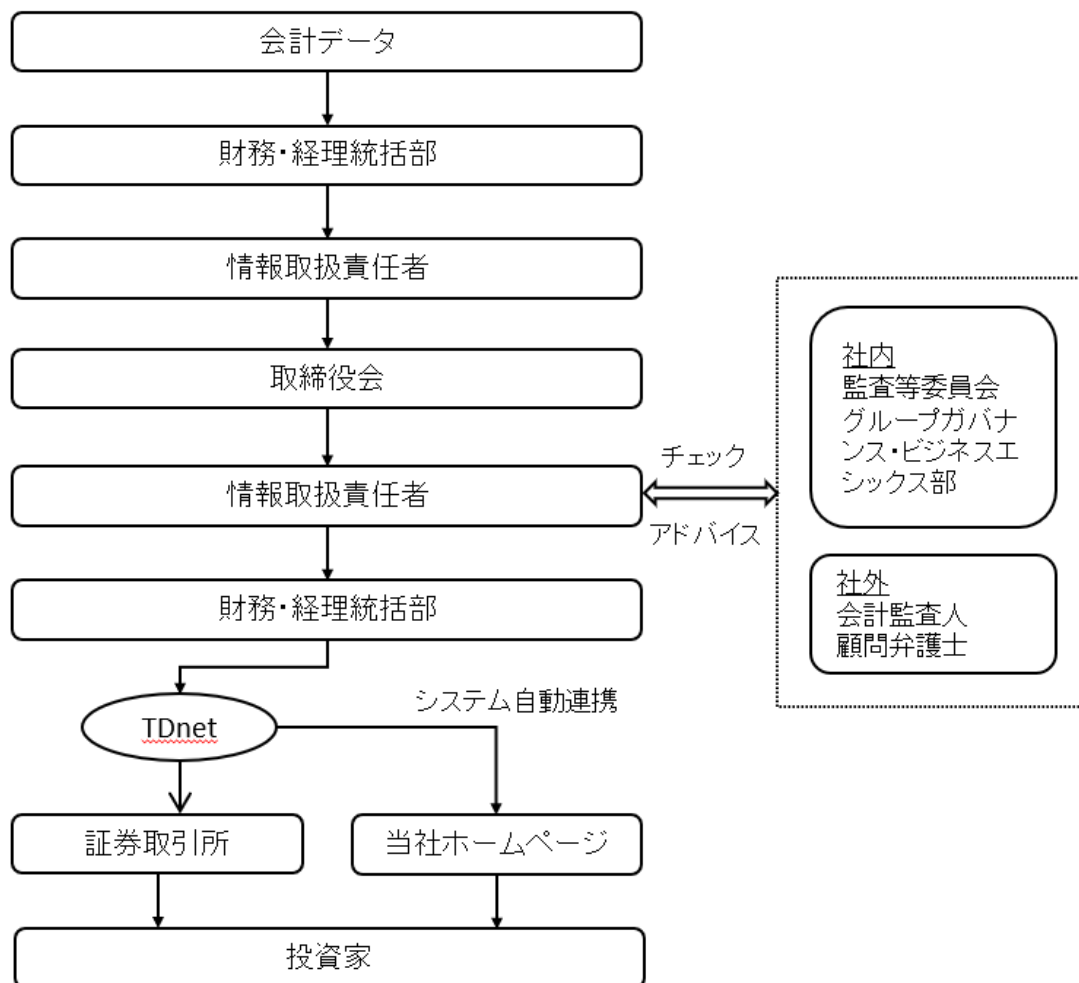 会計データ
財務・経理統括部
情報取扱責任者
取締役会
情報取扱責任者
チェック
アドバイス
社内
監査等委員会
グループガバナ
ンス・ビジネスエ
シックス部
社外
会計監査人
顧問弁護士
財務・経理統括部
システム自動連携
TDnet
証券取引所
当社ホームページ
投資家